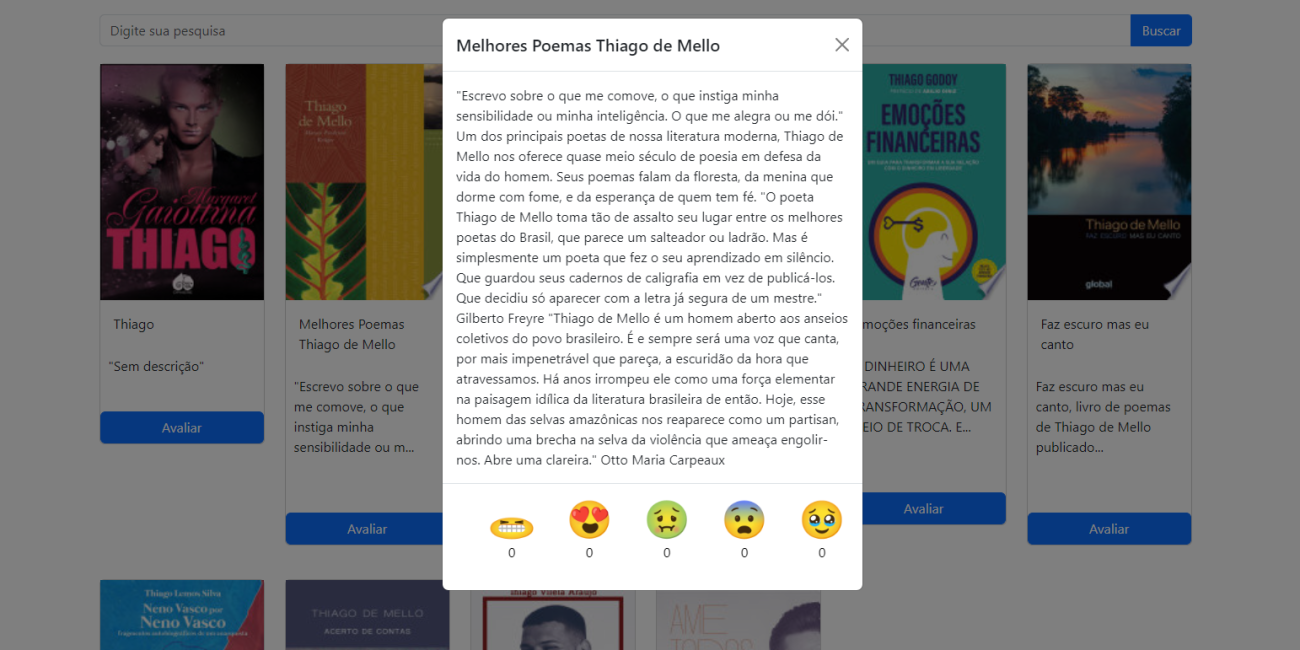 Digite sua pesquisa
Buscar
Melhores Poemas Thiago de Mello
"Escrevo sobre o que me comove, o que instiga minha
sensibilidade ou minha inteligência. O que me alegra ou me dói."
Um dos principais poetas de nossa literatura moderna, Thiago de
Mello nos oferece quase meio século de poesia em defesa da
vida do homem. Seus poemas falam da floresta, da menina que
dorme com fome, e da esperança de quem tem fé. "O poeta
Thiago de Mello toma tão de assalto seu lugar entre os melhores
poetas do Brasil, que parece um salteador ou ladrão. Mas é
simplesmente um poeta que fez o seu aprendizado em silêncio.
Que guardou seus cadernos de caligrafia em vez de publicá-los.
Que decidiu só aparecer com a letra já segura de um mestre."
Gilberto Freyre "Thiago de Mello é um homem aberto aos anseios
coletivos do povo brasileiro. É e sempre será uma voz que canta,
por mais impenetrável que pareça, a escuridão da hora que
atravessamos. Há anos irrompeu ele como uma força elementar
na paisagem idílica da literatura brasileira de então. Hoje, esse
homem das selvas amazônicas nos reaparece como um partisan,
abrindo uma brecha na selva da violência que ameaça engolir-
nos. Abre uma clareira." Otto Maria Carpeaux
0
0
0
0
0
Margaret
Gaiottina
THIAGO
Thiago
"Sem descrição"
Avaliar
Thiago
de Mello
Melhores Poemas
Thiago de Mello
"Escrevo sobre o que
me comove, o que
instiga minha
sensibilidade ou m...
Avaliar
THIAGO GODOY
EMOÇÕES
FINANCEIRAS
Gente
moções financeiras
DINHEIRO É UMA
RANDE ENERGIA DE
RANSFORMAÇÃO, UM
EIO DE TROCA. E...
Avaliar
Thiago de Mello
FAZ ESCURO MAS EU CANTO
global
Faz escuro mas eu
canto
Faz escuro mas eu
canto, livro de poemas
de Thiago de Mello
publicado...
Avaliar
Thiago Lemos Silva
Neno Vasco por
Neno Vasco
THIAGO DE MELLO
ACERTO DE CONTAS
Thiago Vilela Araujo
AME
TODOS